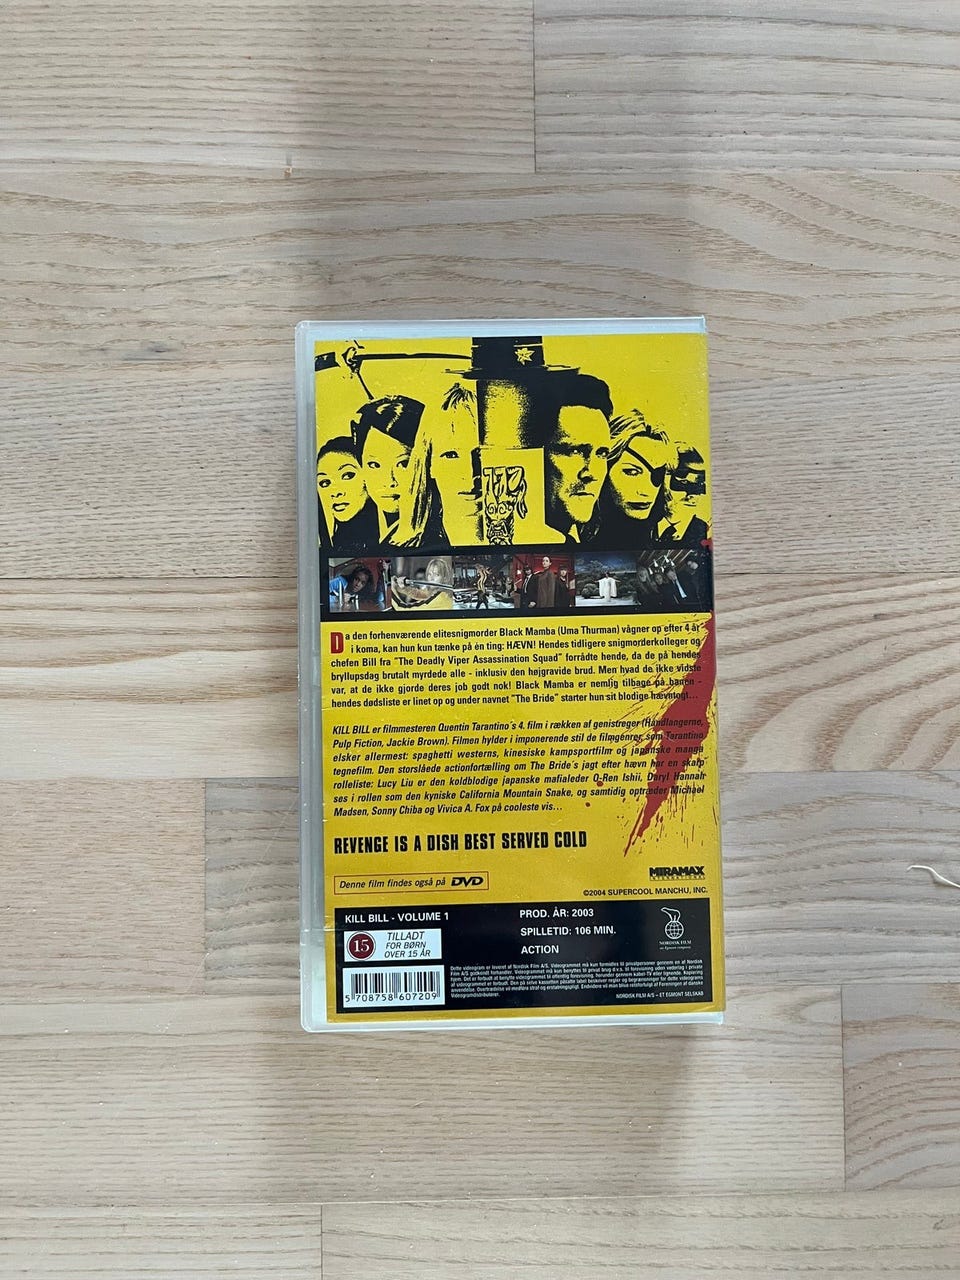 Da den forhenværende elitesnigmorder Black Mamba (Uma Thurman) vågner op efter 4 år
i koma, kan hun kun tænke på én ting: HÆVN! Hendes tidligere snigmorderkolleger og
chefen Bill fra "The Deadly Viper Assassination Squad" forrådte hende, da de på hendes
bryllupsdag brutalt myrdede alle - inklusiv den højgravide brud. Men hvad de ikke vidste
var, at de ikke gjorde deres job godt nok! Black Mamba er nemlig tilbage på banen -
hendes dødsliste er linet op og under navnet "The Bride" starter hun sit blodige hævntogt...
KILL BILL er filmmesteren Quentin Tarantino's 4. film i rækken af genistreger (Håndlangerne,
Pulp Fiction, Jackie Brown). Filmen hylder i imponerende stil de filmgenrer, som Tarantino
elsker allermest: spaghetti westerns, kinesiske kampsportfilm og japanske manga
tegnefilm. Den storslåede actionfortælling om The Bride's jagt efter hævn har en skarp
rolleliste: Lucy Liu er den koldblodige japanske mafialeder O-Ren Ishii, Daryl Hannah
ses i rollen som den kyniske California Mountain Snake, og samtidig optræder Michael
Madsen, Sonny Chiba og Vivica A. Fox på cooleste vis...
REVENGE IS A DISH BEST SERVED COLD
Denne film findes også på DVD
MIRAMAX
©2004 SUPERCOOL MANCHU, INC.
KILL BILL - VOLUME 1
PROD. ÅR: 2003
SPILLETID: 106 MIN.
ACTION
15
TILLADT
FOR BØRN
OVER 15 ÅR
NORDISK FILM
5 708758 607209
NORDISK FILM A/S – ET EGMONT SELSKAB